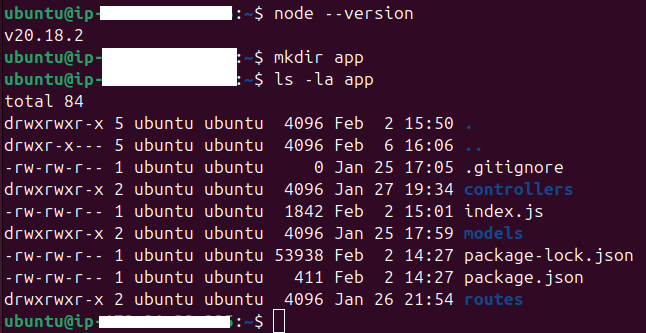 ubuntu@ip- :~$ node --version
v20.18.2
ubuntu@ip- :~$ mkdir app
ubuntu@ip- :~$ ls -la app
total 84
drwxrwxr-x 5 ubuntu ubuntu  4096 Feb  2 15:50 .
drwxr-x--- 5 ubuntu ubuntu  4096 Feb  6 16:06 ..
-rw-rw-r-- 1 ubuntu ubuntu     0 Jan 25 17:05 .gitignore
drwxrwxr-x 2 ubuntu ubuntu  4096 Jan 27 19:34 controllers
-rw-rw-r-- 1 ubuntu ubuntu  1842 Feb  2 15:01 index.js
drwxrwxr-x 2 ubuntu ubuntu  4096 Jan 25 17:59 models
-rw-rw-r-- 1 ubuntu ubuntu 53938 Feb  2 14:27 package-lock.json
-rw-rw-r-- 1 ubuntu ubuntu   411 Feb  2 14:27 package.json
drwxrwxr-x 2 ubuntu ubuntu  4096 Jan 26 21:54 routes
ubuntu@ip- :~$